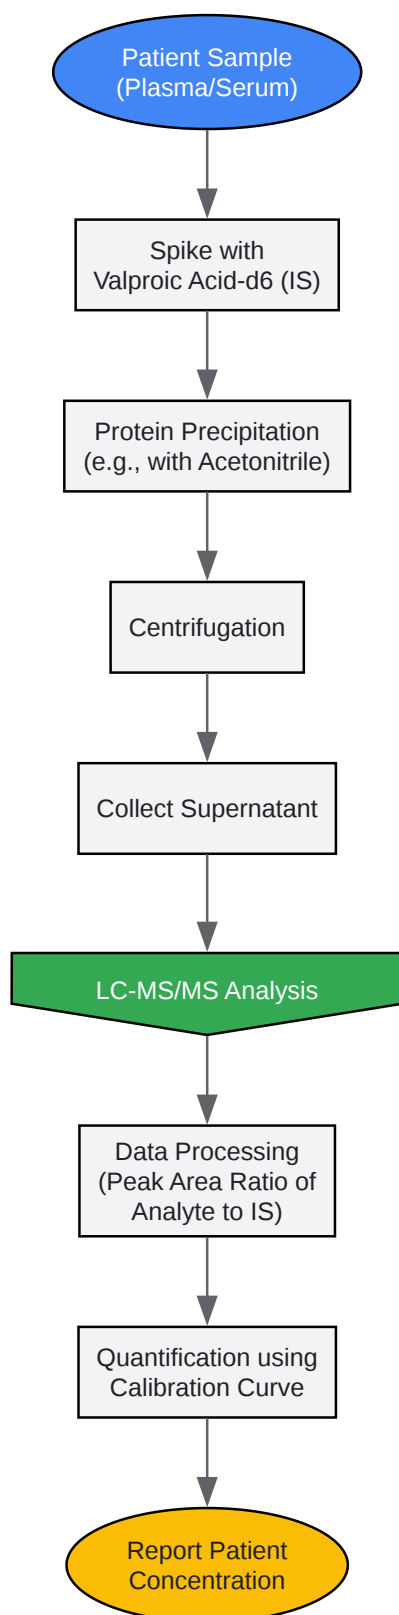 Patient Sample
(Plasma/Serum)
Spike with
Valproic Acid-d6 (IS)
Protein Precipitation
(e.g., with Acetonitrile)
Centrifugation
Collect Supernatant
LC-MS/MS Analysis
Data Processing
(Peak Area Ratio of
Analyte to IS)
Quantification using
Calibration Curve
Report Patient
Concentration